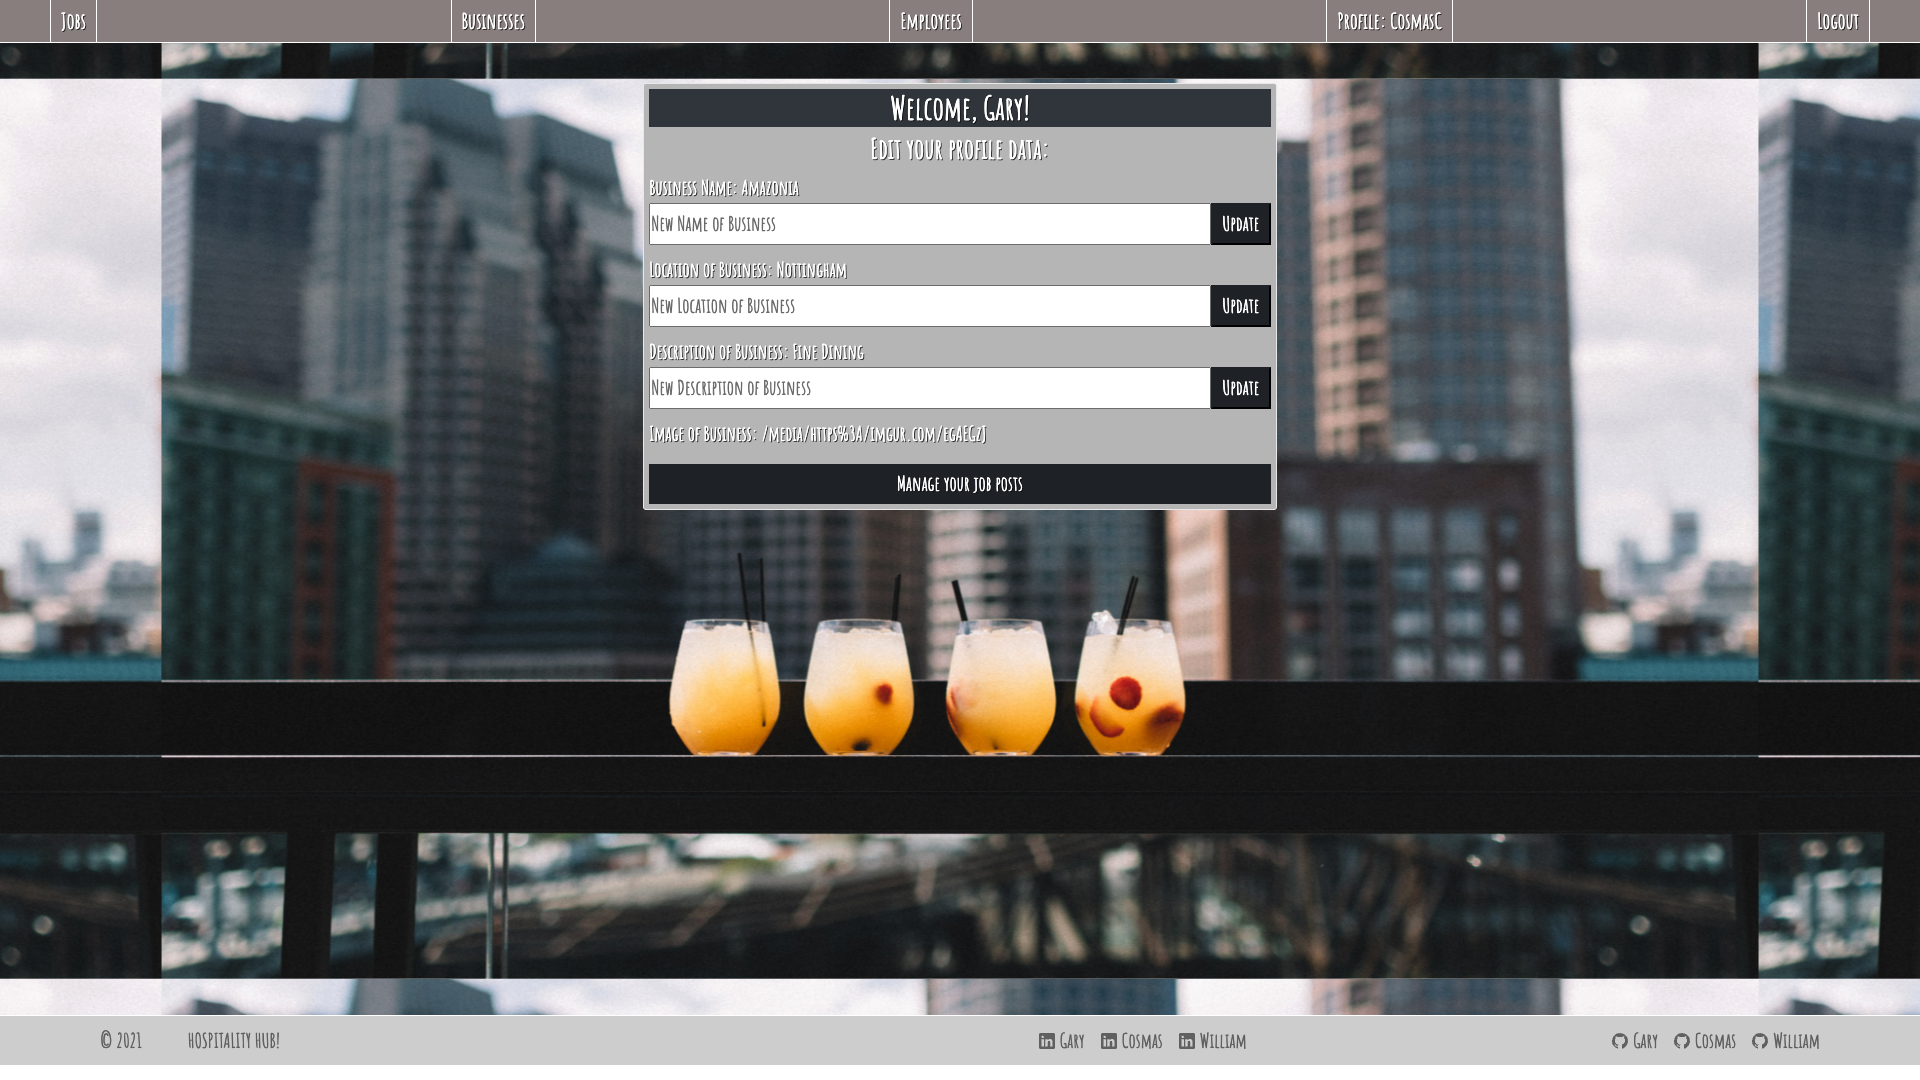 Jobs
Businesses
Employees
Profile: CosmasC
Logout
Welcome, Gary!
Edit your profile data:
Business Name: Amazonia
New Name of Business
Update
Location of Business: Nottingham
New Location of Business
Update
Description of Business: Fine Dining
New Description of Business
Update
Image of Business: /media/https%3A/imgur.com/egAEGzJ
Manage your job posts
© 2021 HOSPITALITY HUB!
Gary Cosmas William
Gary Cosmas William